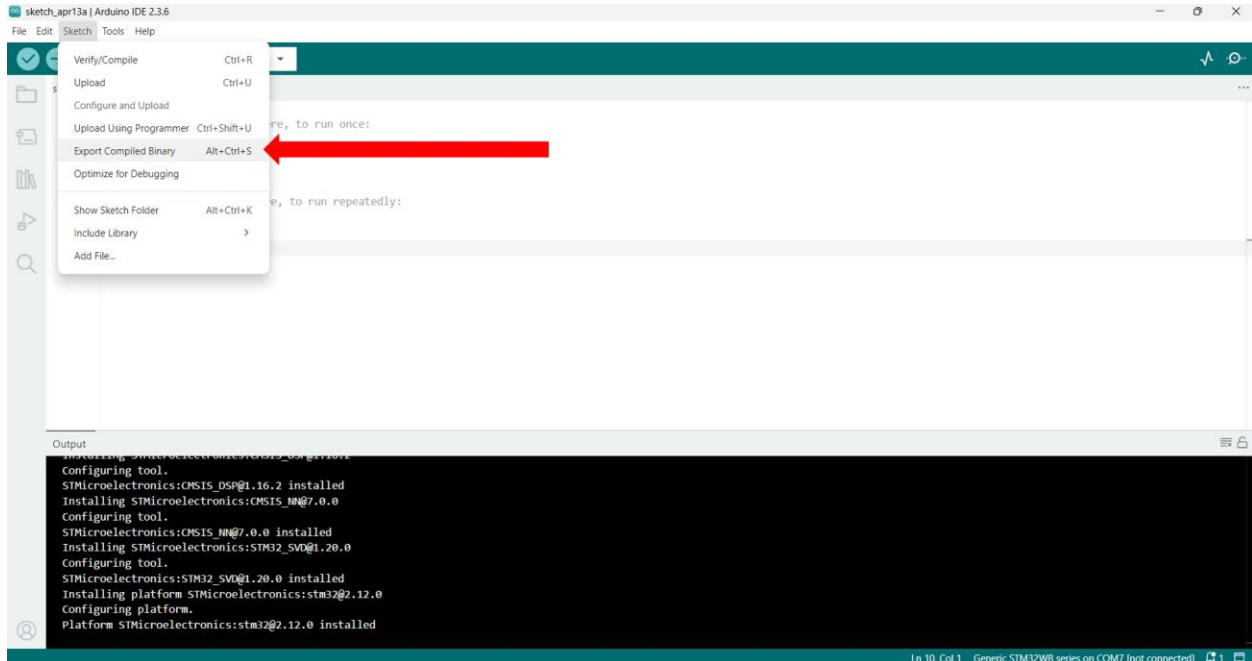 sketch_apr13a | Arduino IDE 2.3.6
File Edit Sketch Tools Help
Verify/Compile Ctrl+R
Upload Ctrl+U
Configure and Upload
Upload Using Programmer Ctrl+Shift+U
Export Compiled Binary Alt+Ctrl+S
Optimize for Debugging
Show Sketch Folder Alt+Ctrl+K
Include Library
Add File...
re, to run once:
e, to run repeatedly:
Output
Configuring tool.
STMicroelectronics:CMSIS_DSP@1.16.2 installed
Installing STMicroelectronics:CMSIS_NN@7.0.0
Configuring tool.
STMicroelectronics:CMSIS_NN@7.0.0 installed
Installing STMicroelectronics:STM32_SVD@1.20.0
Configuring tool.
STMicroelectronics:STM32_SVD@1.20.0 installed
Installing platform STMicroelectronics:stm32@2.12.0
Configuring platform.
Platform STMicroelectronics:stm32@2.12.0 installed
Ln 10, Col 1 Generic STM32WB series on COM7 [not connected] 1